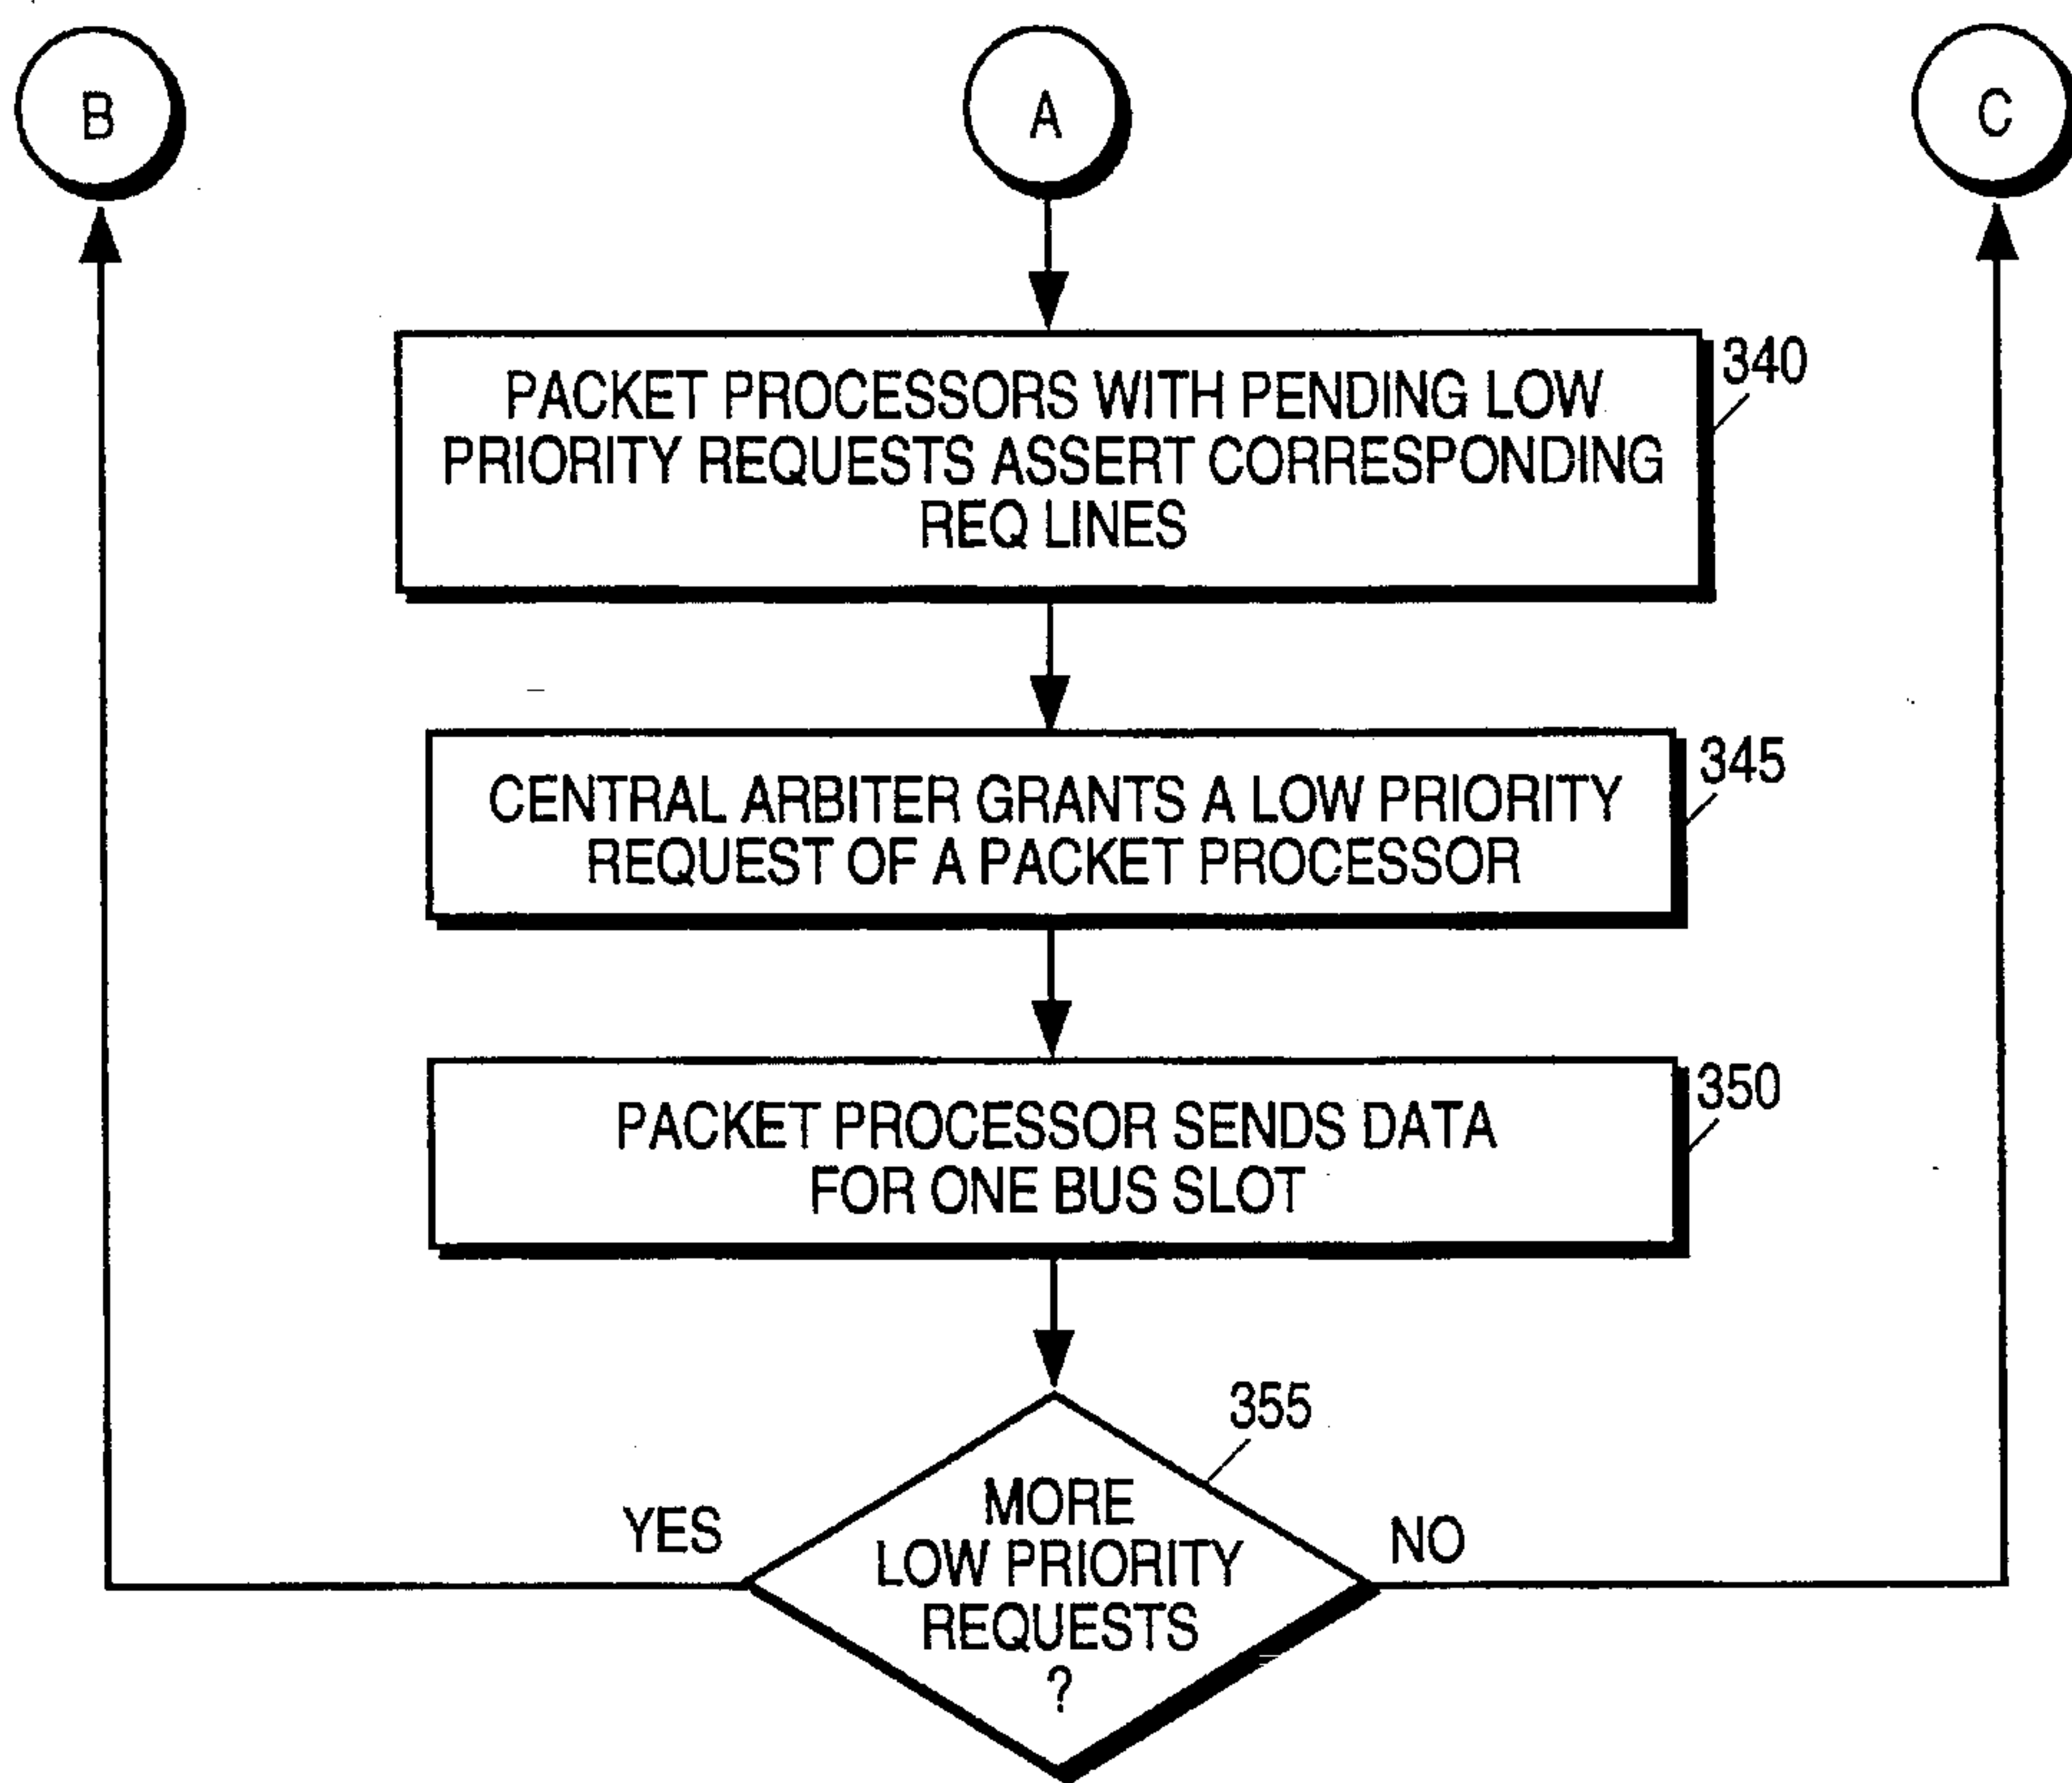 B
A
C
PACKET PROCESSORS WITH PENDING LOW
PRIORITY REQUESTS ASSERT CORRESPONDING
REQ LINES
340
CENTRAL ARBITER GRANTS A LOW PRIORITY
REQUEST OF A PACKET PROCESSOR
345
PACKET PROCESSOR SENDS DATA
FOR ONE BUS SLOT
350
355
MORE
LOW PRIORITY
REQUESTS
?
YES
NO